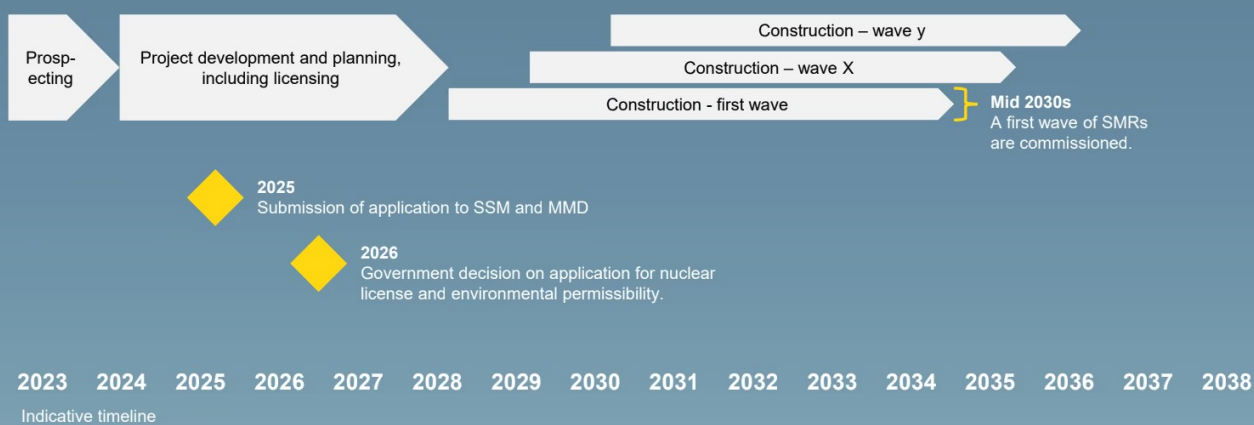 Prosp-
ecting
Project development and planning,
including licensing
Construction – wave y
Construction – wave X
Construction - first wave
Mid 2030s
A first wave of SMRs
are commissioned.
2025
Submission of application to SSM and MMD
2026
Government decision on application for nuclear
license and environmental permissibility.
2023 2024 2025 2026 2027 2028 2029 2030 2031 2032 2033 2034 2035 2036 2037 2038
Indicative timeline